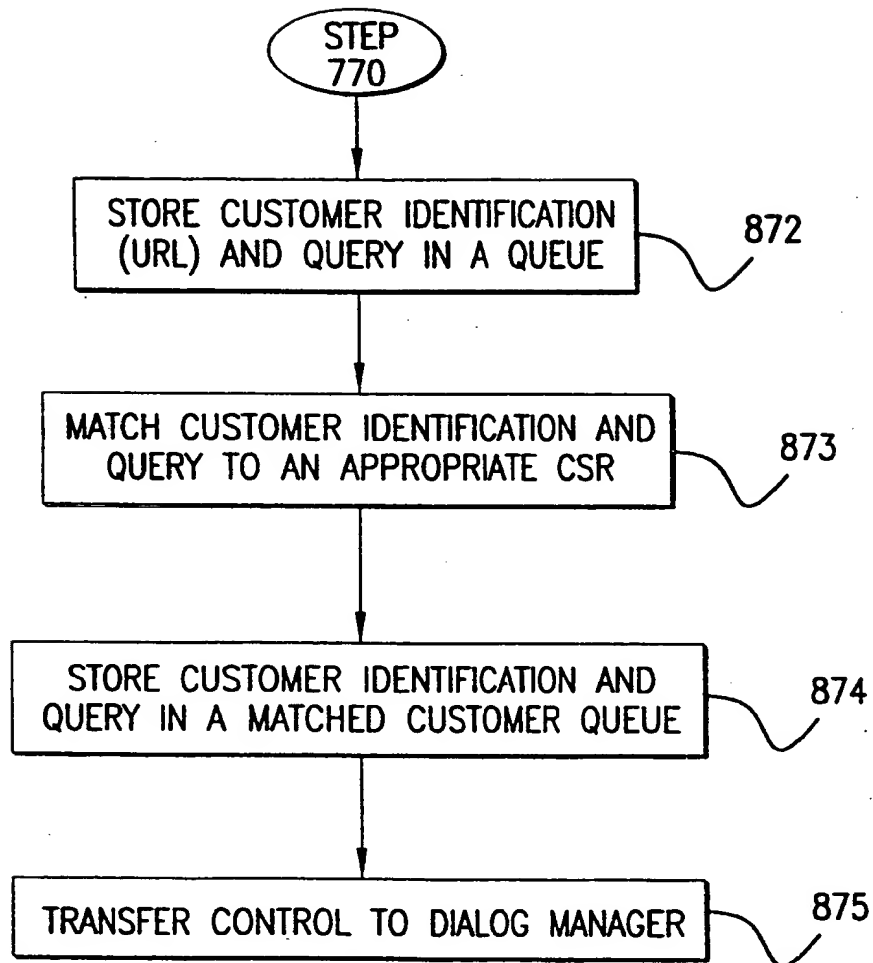 STEP
770
STORE CUSTOMER IDENTIFICATION
(URL) AND QUERY IN A QUEUE
872
MATCH CUSTOMER IDENTIFICATION AND
QUERY TO AN APPROPRIATE CSR
873
STORE CUSTOMER IDENTIFICATION AND
QUERY IN A MATCHED CUSTOMER QUEUE
874
TRANSFER CONTROL TO DIALOG MANAGER
875